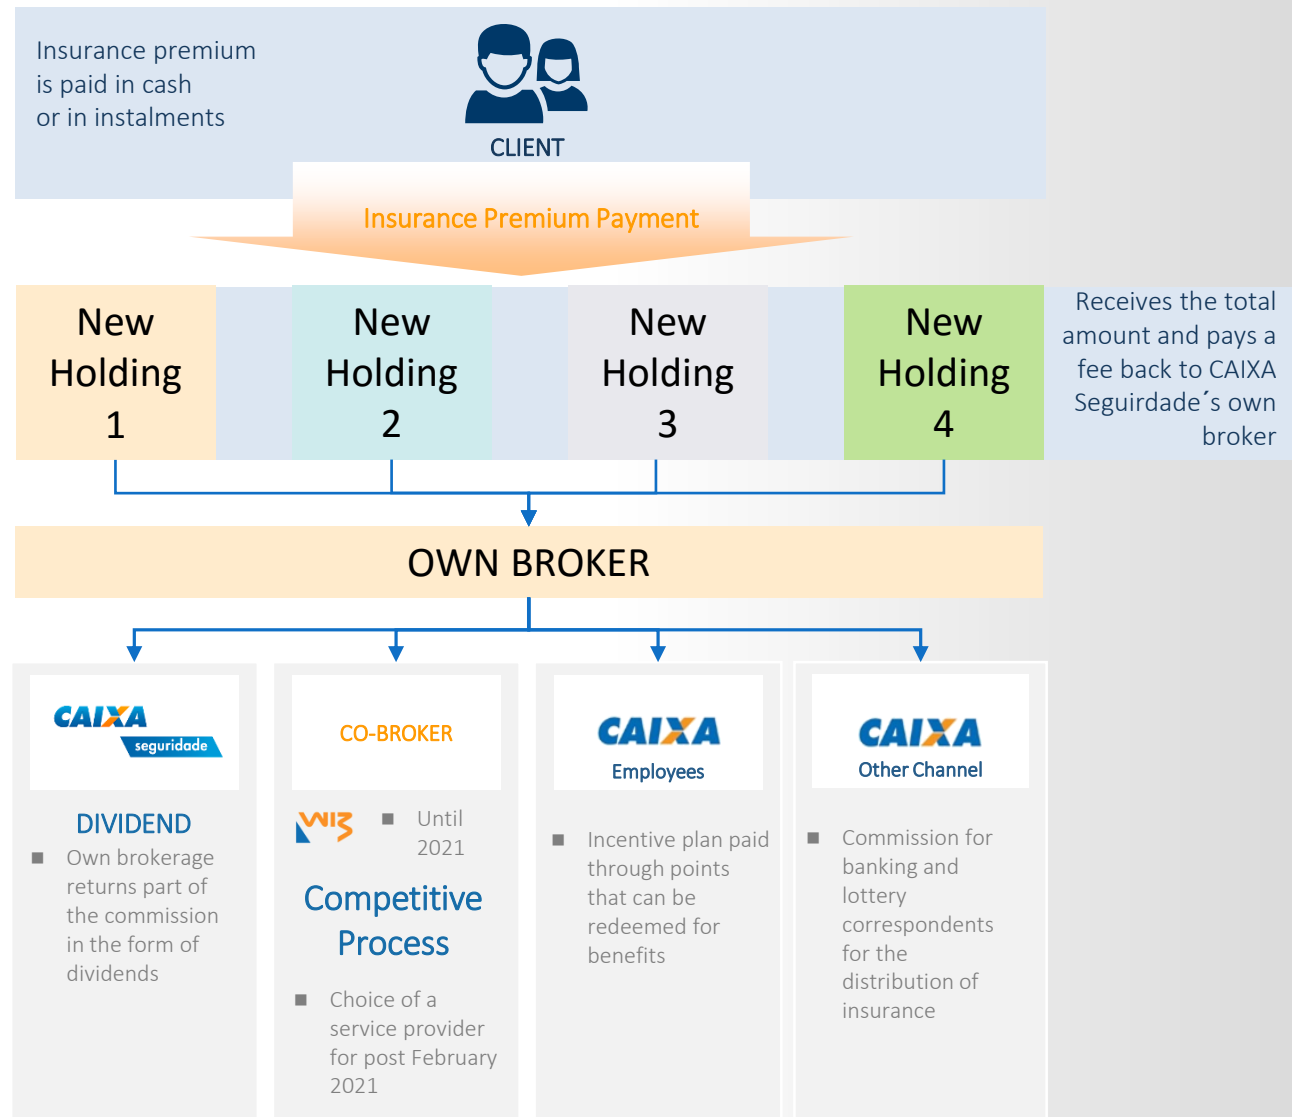 Insurance premium
is paid in cash
or in instalments
CLIENT
Insurance Premium Payment
New
Holding
1
New
Holding
2
New
Holding
3
New
Holding
4
Receives the total
amount and pays a
fee back to CAIXA
Seguirdade´s own
broker
OWN BROKER
CAIXA
seguridade
DIVIDEND
■ Own brokerage
returns part of
the commission
in the form of
dividends
CO-BROKER
WIZ
■ Until
2021
Competitive
Process
■ Choice of a
service provider
for post February
2021
CAIXA
Employees
■ Incentive plan paid
through points
that can be
redeemed for
benefits
CAIXA
Other Channel
■ Commission for
banking and
lottery
correspondents
for the
distribution of
insurance